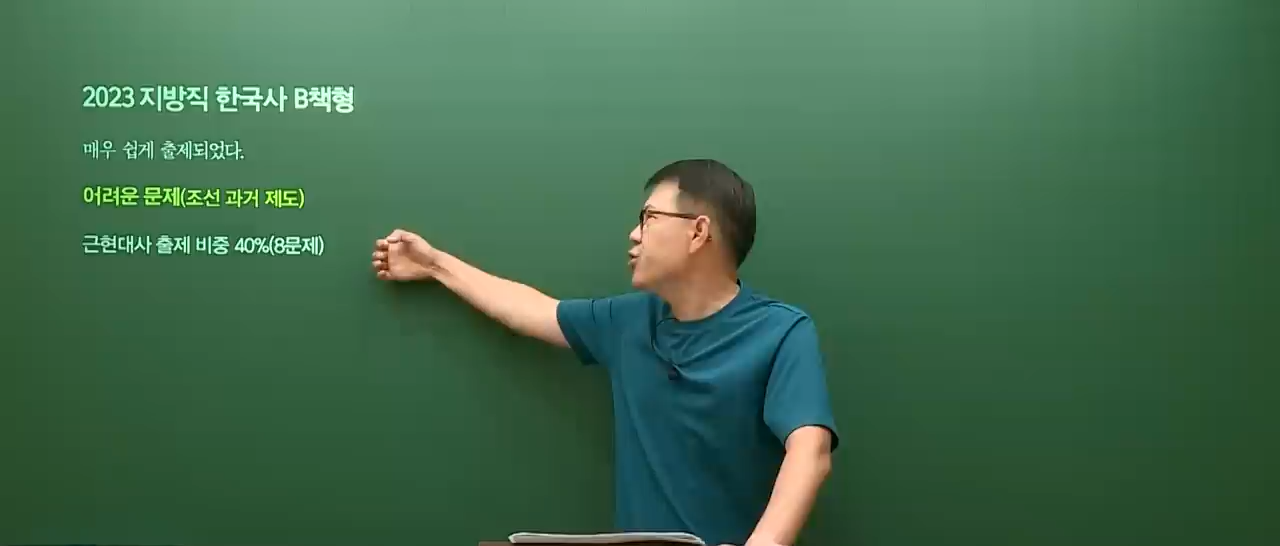 2023 지방직 한국사 B책형
매우 쉽게 출제되었다.
어려운 문제(조선 과거 제도)
근현대사 출제 비중 40%(8문제)